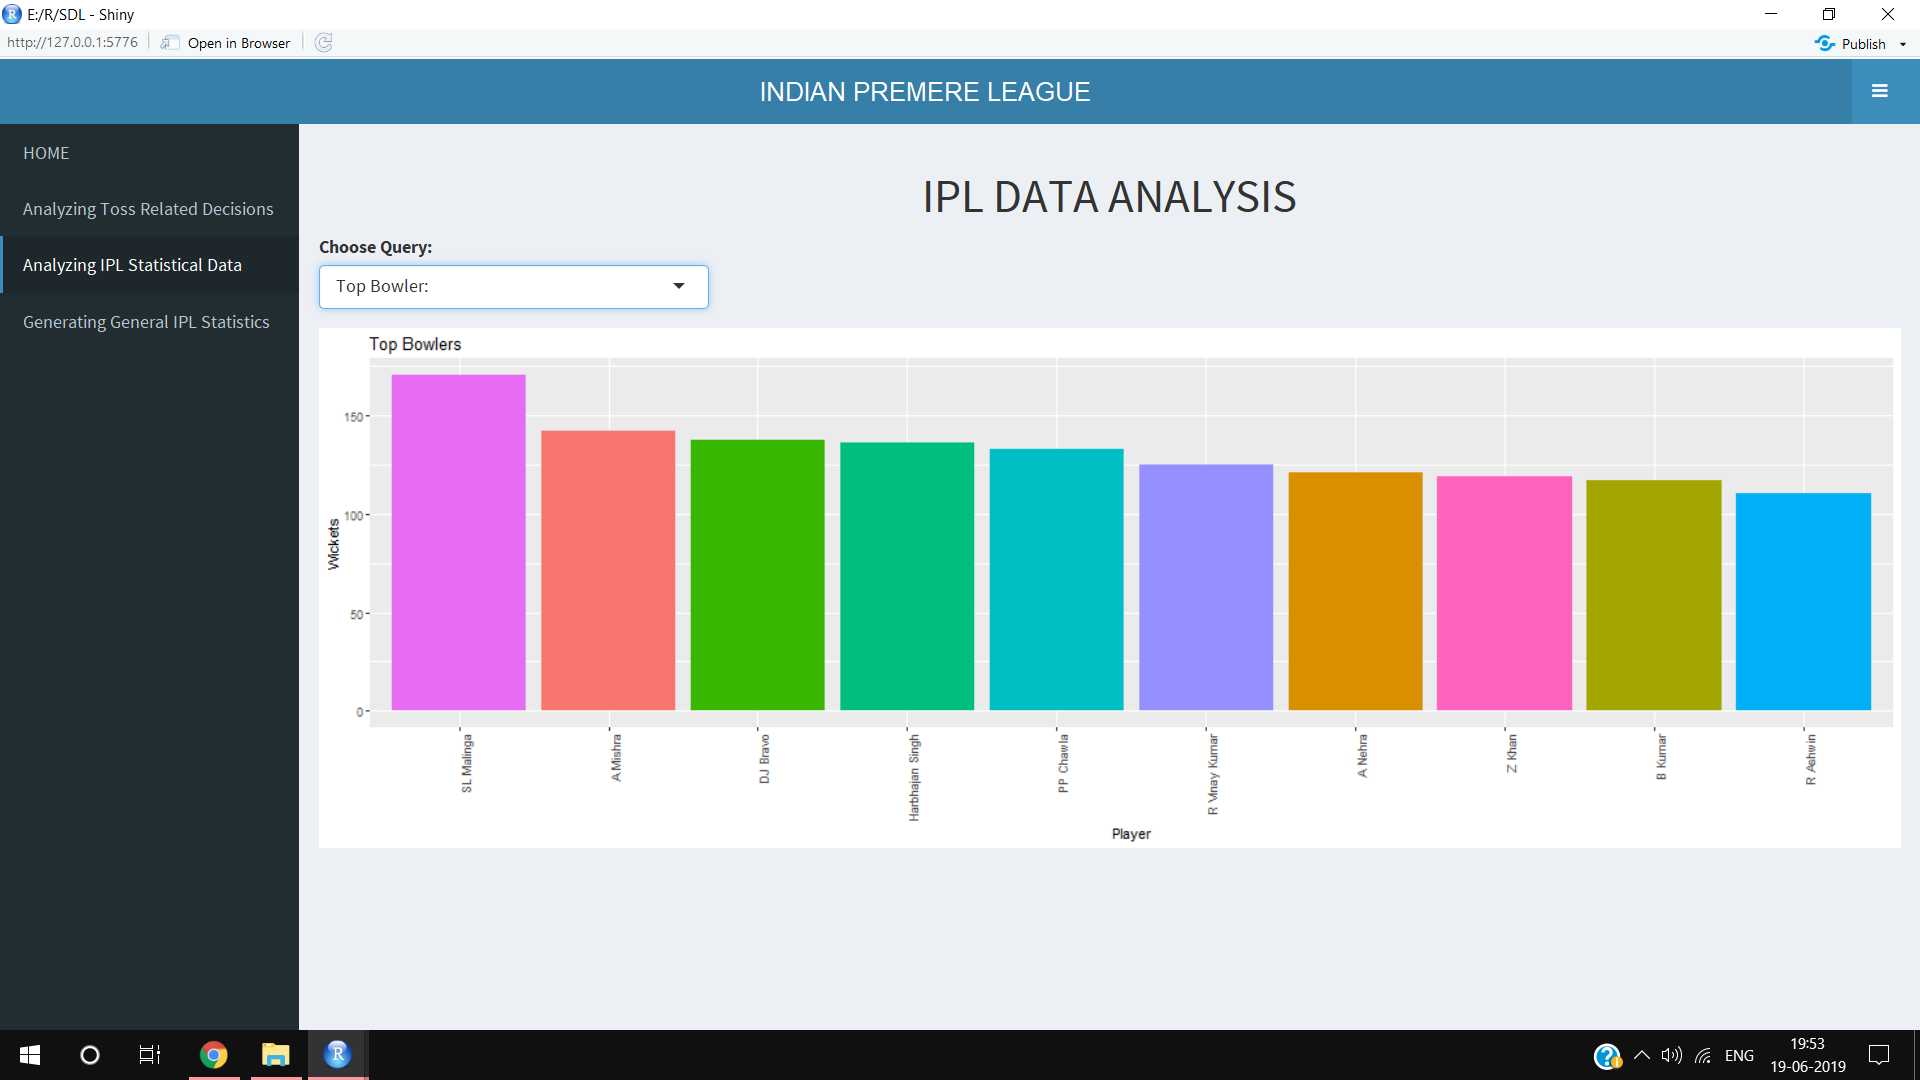 E:/R/SDL - Shiny
http://127.0.0.1:5776
Open in Browser
Publish
INDIAN PREMERE LEAGUE
HOME
Analyzing Toss Related Decisions
Analyzing IPL Statistical Data
Generating General IPL Statistics
IPL DATA ANALYSIS
Choose Query:
Top Bowler:
Top Bowlers
Wickets
150
100
50
0
SL Malinga
A Mishra
DJ Bravo
Harbhajan Singh
PP Chawla
R Vinay Kumar
A Nehra
Z Khan
B Kumar
R Ashwin
Player
ENG
19:53
19-06-2019